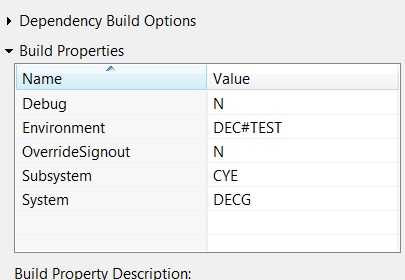 Dependency Build Options
Build Properties
Name Value
Debug N
Environment DEC#TEST
OverrideSignout N
Subsystem CYE
System DECG
Build Property Description: